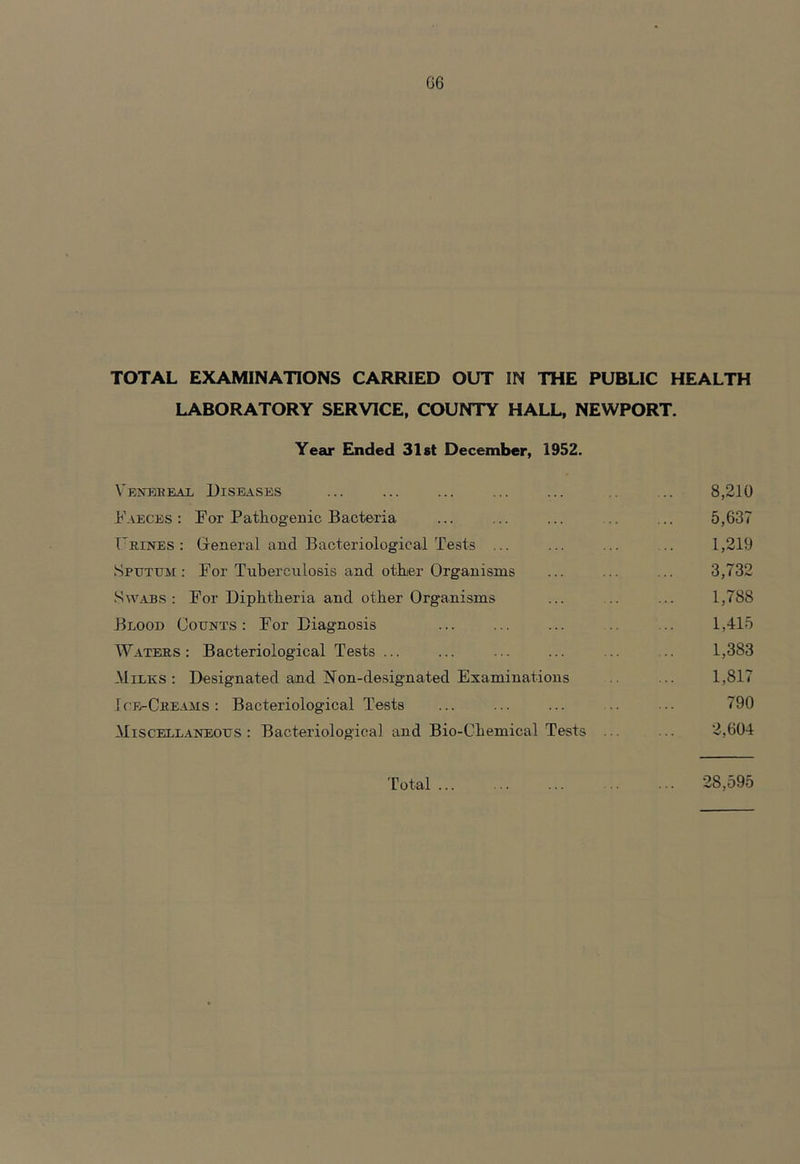 66
TOTAL EXAMINATIONS CARRIED OUT IN THE PUBLIC HEALTH
LABORATORY SERVICE, COUNTY HALL, NEWPORT.
Year Ended 31st December, 1952.
Venereal Diseases ... ... ... ... ... ... ... 8,210
Faeces : For Pathogenic Bacteria ... ... ... ... ... 5,637
Urines : General and Bacteriological Tests ... ... ... ... 1,219
Sputum : For Tuberculosis and other Organisms ... ... ... 3,732
Swabs : For Diphtheria and other Organisms ... ... ... 1,788
Blood Counts : For Diagnosis ... ... ... ... ... 1,415
Waters : Bacteriological Tests ... ... ... ... ... ... 1,383
Milks : Designated and Non-designated Examinations ... ... 1,817
Ice-Creams : Bacteriological Tests ... ... ... ... ... 790
Miscellaneous : Bacteriological and Bio-Chemical Tests ... ... 2,604
Total ... ... ... ... ... 28,595